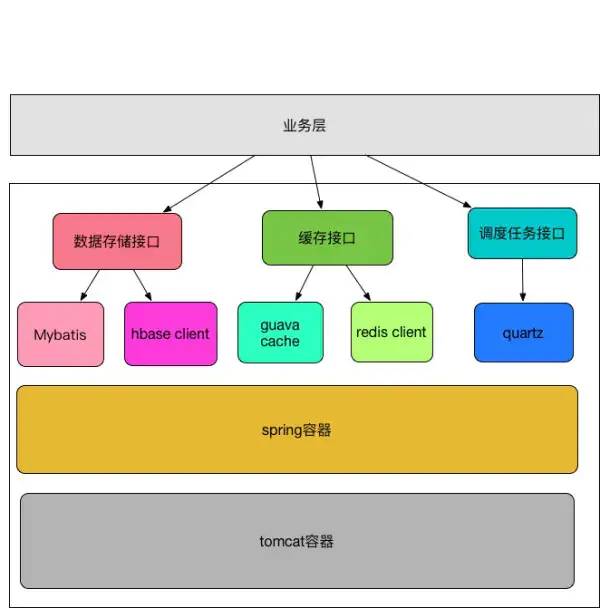 业务层
数据存储接口
缓存接口
调度任务接口
Mybatis
hbase client
guava
cache
redis client
quartz
spring容器
tomcat容器